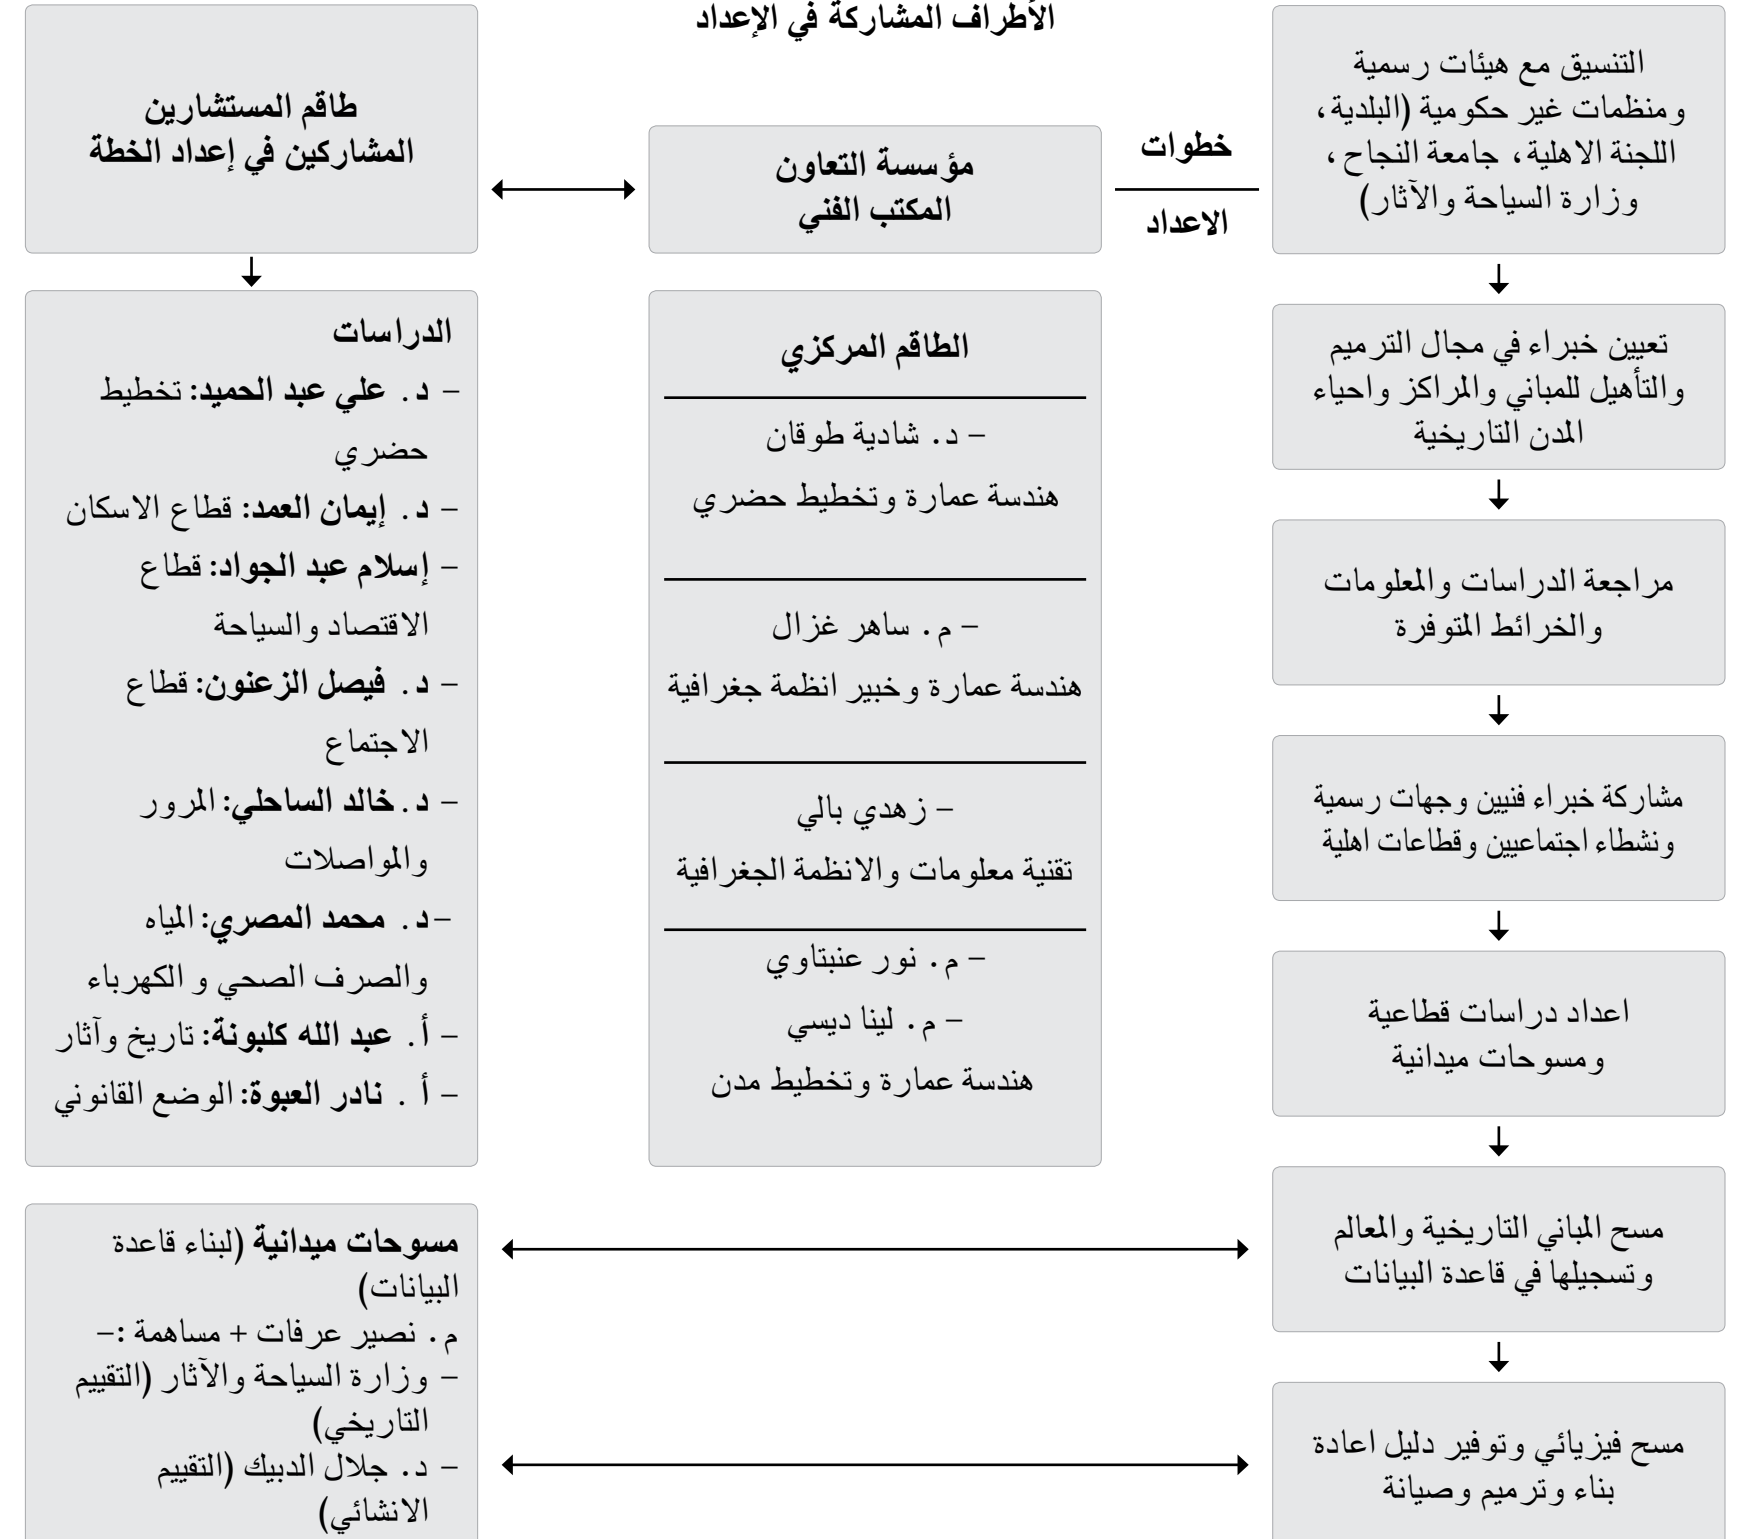 الأطراف المشاركة في الإعداد
التنسيق مع هيئات رسمية
ومنظمات غير حكومية (البلدية،
اللجنة الاهلية، جامعة النجاح،
وزارة السياحة والآثار)
تعيين خبراء في مجال الترميم
والتأهيل للمباني والمراكز واحياء
المدن التاريخية
مراجعة الدراسات والمعلومات
والخرائط المتوفرة
مشاركة خبراء فنيين وجهات رسمية
ونشطاء اجتماعيين وقطاعات اهلية
اعداد دراسات قطاعية
ومسوحات ميدانية
مسح المباني التاريخية والمعالم
وتسجيلها في قاعدة البيانات
مسح فيزيائي وتوفير دليل اعادة
بناء وترميم وصيانة
خطوات
الاعداد
مؤسسة التعاون
المكتب الفني
الطاقم المركزي
– د. شادية طوقان
هندسة عمارة وتخطيط حضري
– م. ساهر غزال
هندسة عمارة وخبير انظمة جغرافية
– زهدي بالي
تقنية معلومات والانظمة الجغرافية
– م. نور عنبتاوي
– م. لينا ديسي
هندسة عمارة وتخطيط مدن
طاقم المستشارين
المشاركين في إعداد الخطة
الدراسات
– د. علي عبد الحميد: تخطيط
حضري
– د. إيمان العمد: قطاع الاسكان
– إسلام عبد الجواد: قطاع
الاقتصاد والسياحة
– د. فيصل الزعنون: قطاع
الاجتماع
– د. خالد الساحلي: المرور
والمواصلات
–د. محمد المصري: المياه
والصرف الصحي و الكهرباء
– أ. عبد الله كلبونة: تاريخ وآثار
– أ . نادر العبوة: الوضع القانوني
مسوحات ميدانية (لبناء قاعدة
البيانات)
م. نصير عرفات + مساهمة :–
– وزارة السياحة والآثار (التقييم
التاريخي)
– د. جلال الدبيك (التقييم
الانشائي)